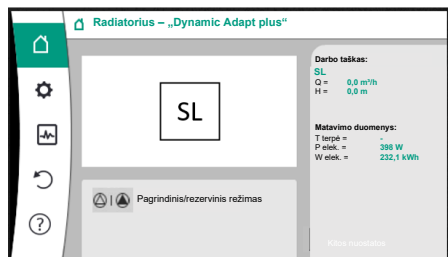 Radiatorius – „Dynamic Adapt plus“
SL
Pagrindinis/rezervinis režimas
Darbo taškas:
SL
Q = 0,0 m³/h
H = 0,0 m
Matavimo duomenys:
T terpė = -
P elek. = 398 W
W elek. = 232,1 kWh
Kitos nuostatos
?